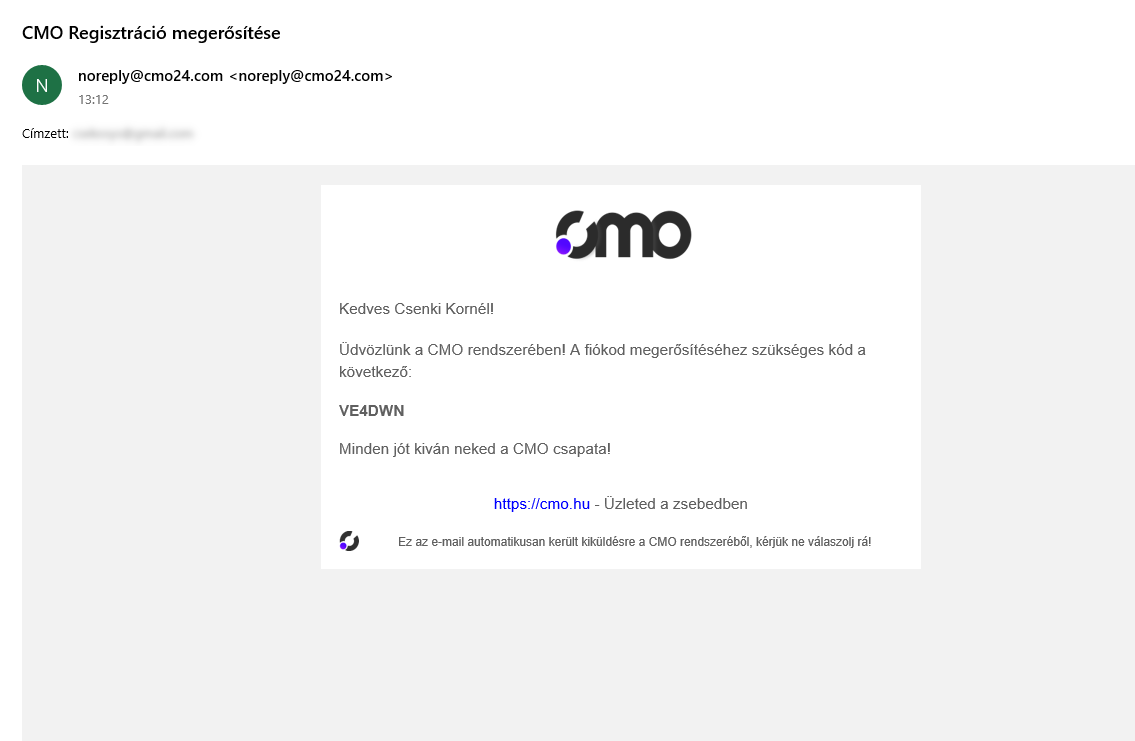 CMO Regisztráció megerősítése
N
noreply@cmo24.com <noreply@cmo24.com>
13:12
Címzett:
cmo
Kedves Csenki Kornél!
Üdvözlünk a CMO rendszerében! A fiókod megerősítéséhez szükséges kód a
következő:
VE4DWN
Minden jót kiván neked a CMO csapata!
https://cmo.hu - Üzleted a zsebedben
Ez az e-mail automatikusan került kiküldésre a CMO rendszeréből, kérjük ne válaszolj rá!